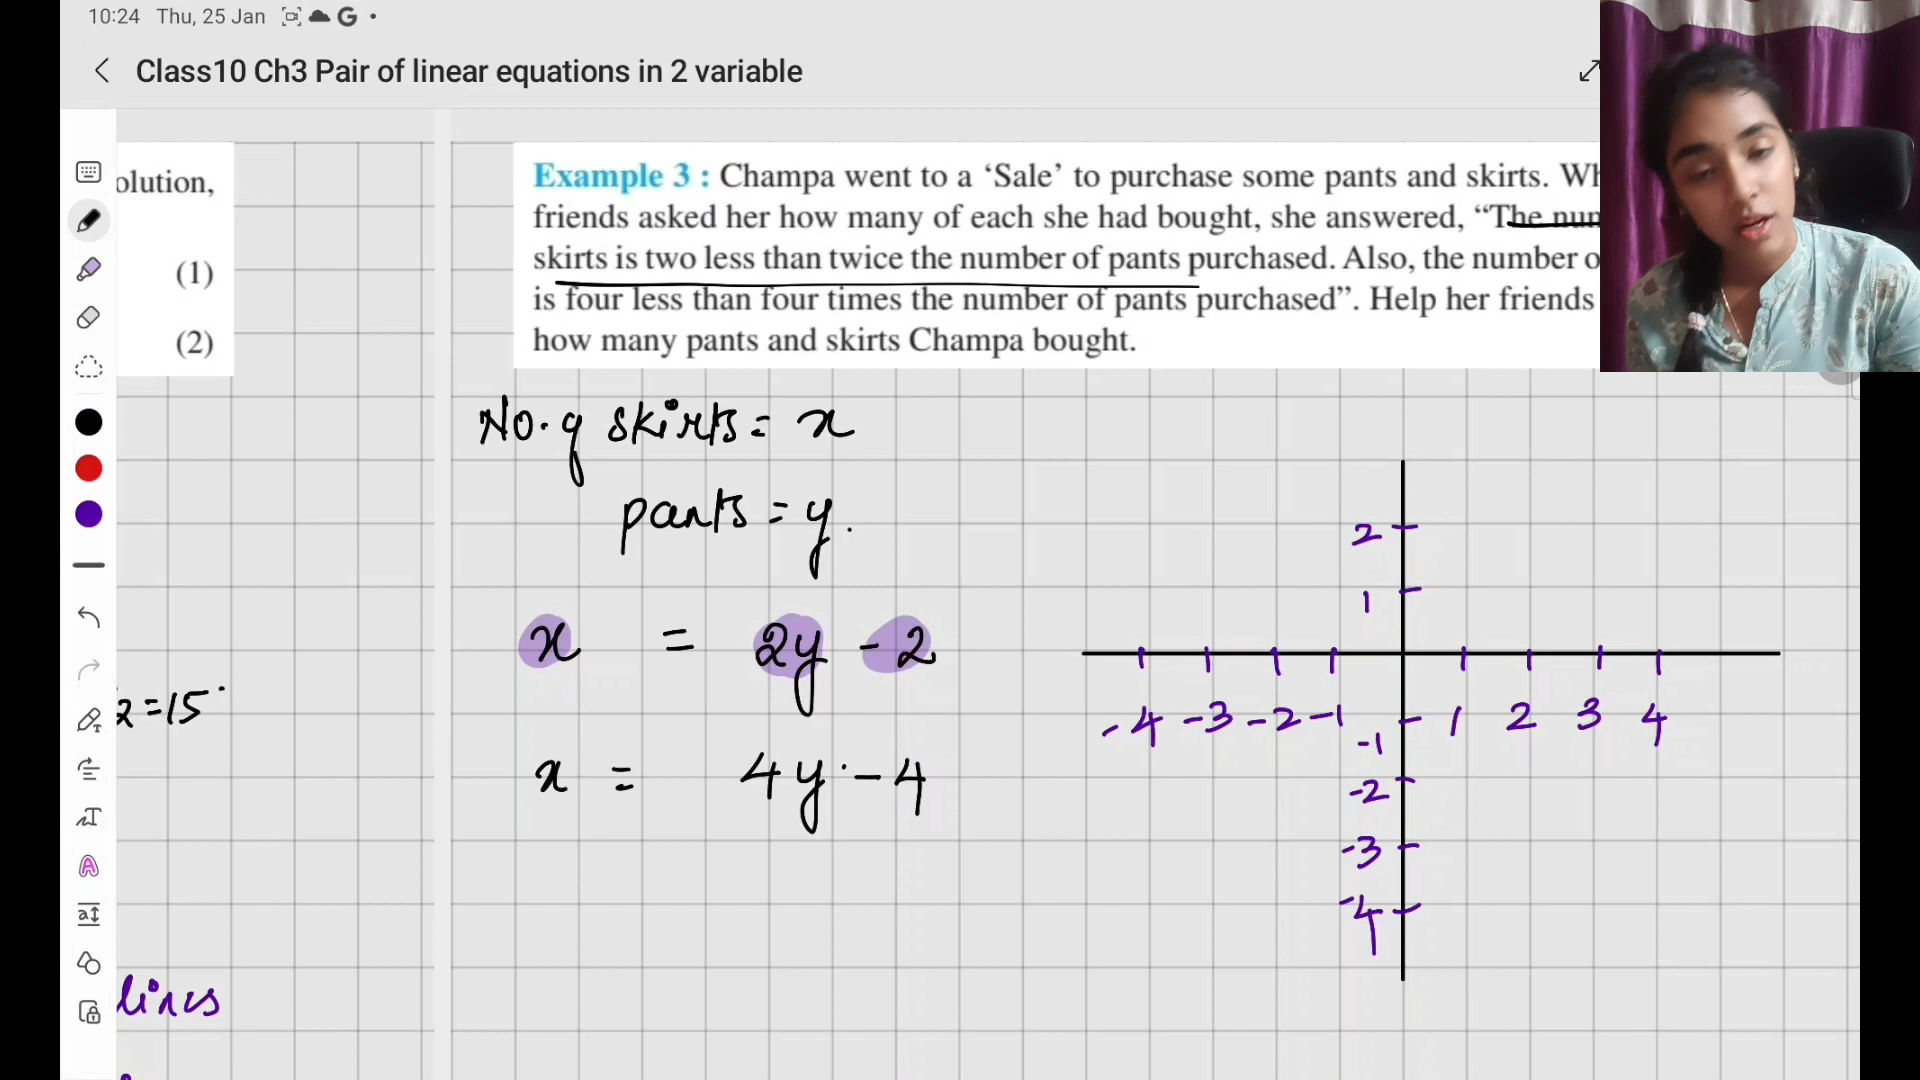 10:24 Thu, 25 Jan G
Class10 Ch3 Pair of linear equations in 2 variable
olution,
(1)
(2)
2=15
lines
Example 3 : Champa went to a ‘Sale’ to purchase some pants and skirts. Wh
friends asked her how many of each she had bought, she answered, “The num
skirts is two less than twice the number of pants purchased. Also, the number o
is four less than four times the number of pants purchased”. Help her friends
how many pants and skirts Champa bought.
No. of skirts = x
pants = y.
x = 2y - 2
x = 4y - 4
2
1
-4 -3 -2 -1 1 2 3 4
-1
-2
-3
-4